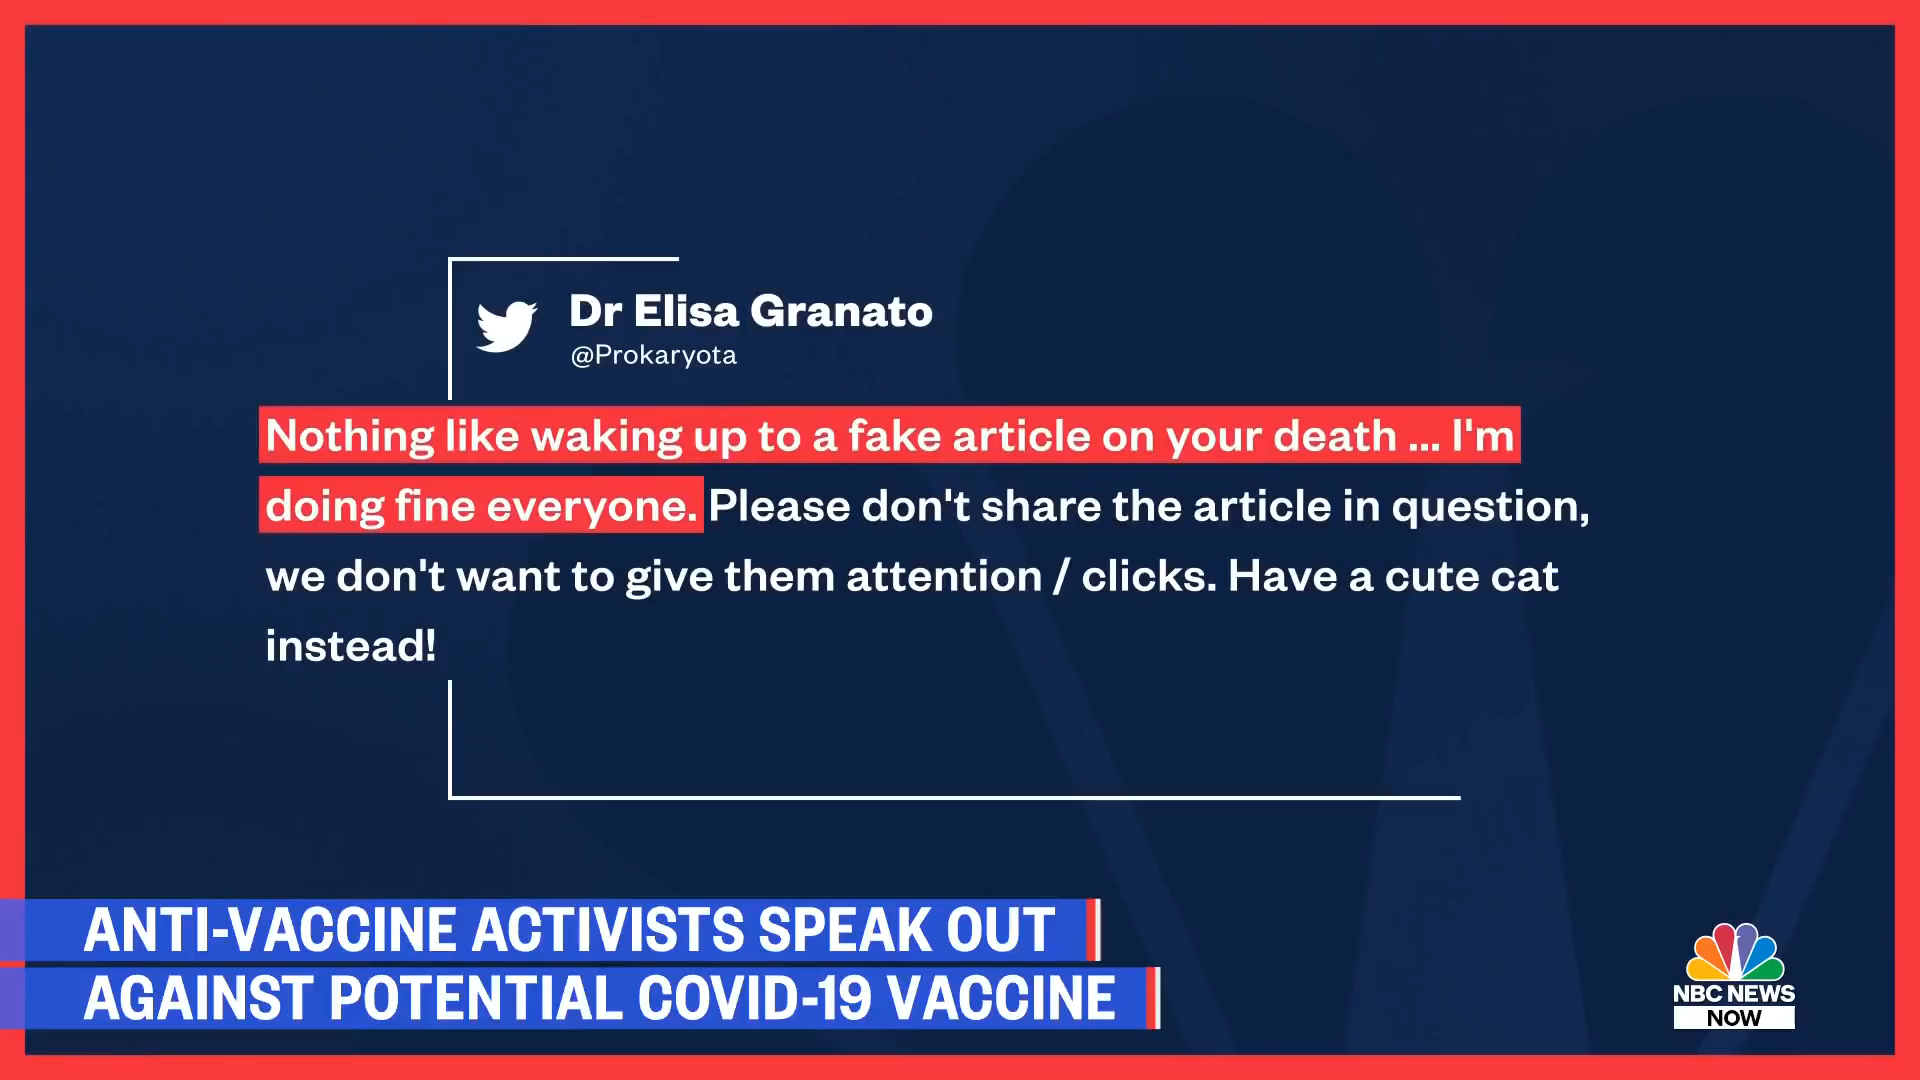 Dr Elisa Granato
@Prokaryota
Nothing like waking up to a fake article on your death ... I'm
doing fine everyone. Please don't share the article in question,
we don't want to give them attention / clicks. Have a cute cat
instead!
ANTI-VACCINE ACTIVISTS SPEAK OUT
AGAINST POTENTIAL COVID-19 VACCINE
NBC NEWS
NOW